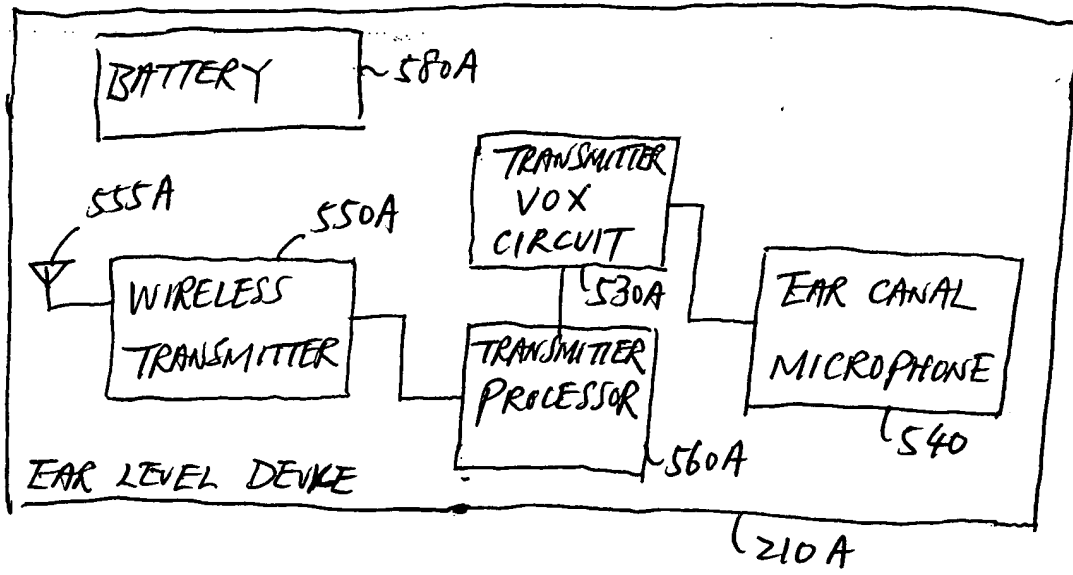 BATTERY
580A
TRANSMITTER
VOX
CIRCUIT
530A
555A
550A
WIRELESS
TRANSMITTER
EAR CANAL
MICROPHONE
540
TRANSMITTER
PROCESSOR
560A
EAR LEVEL DEVICE
210A